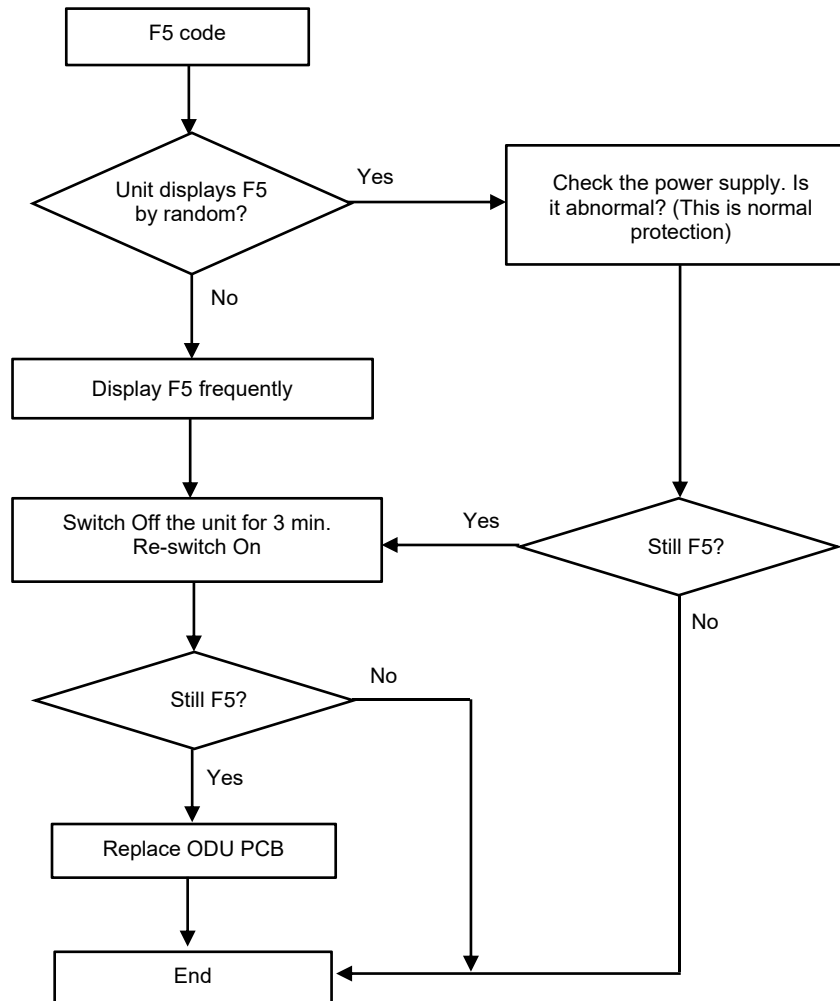 F5 code
Unit displays F5
by random?
Yes
Check the power supply. Is
it abnormal? (This is normal
protection)
No
Display F5 frequently
Switch Off the unit for 3 min.
Re-switch On
Yes
Still F5?
No
Still F5?
No
Yes
Replace ODU PCB
End